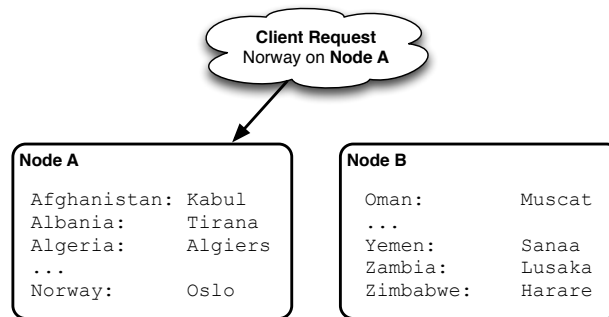 Client Request
Norway on Node A
Node A
Afghanistan: Kabul
Albania: Tirana
Algeria: Algiers
...
Norway: Oslo
Node B
Oman: Muscat
...
Yemen: Sanaa
Zambia: Lusaka
Zimbabwe: Harare